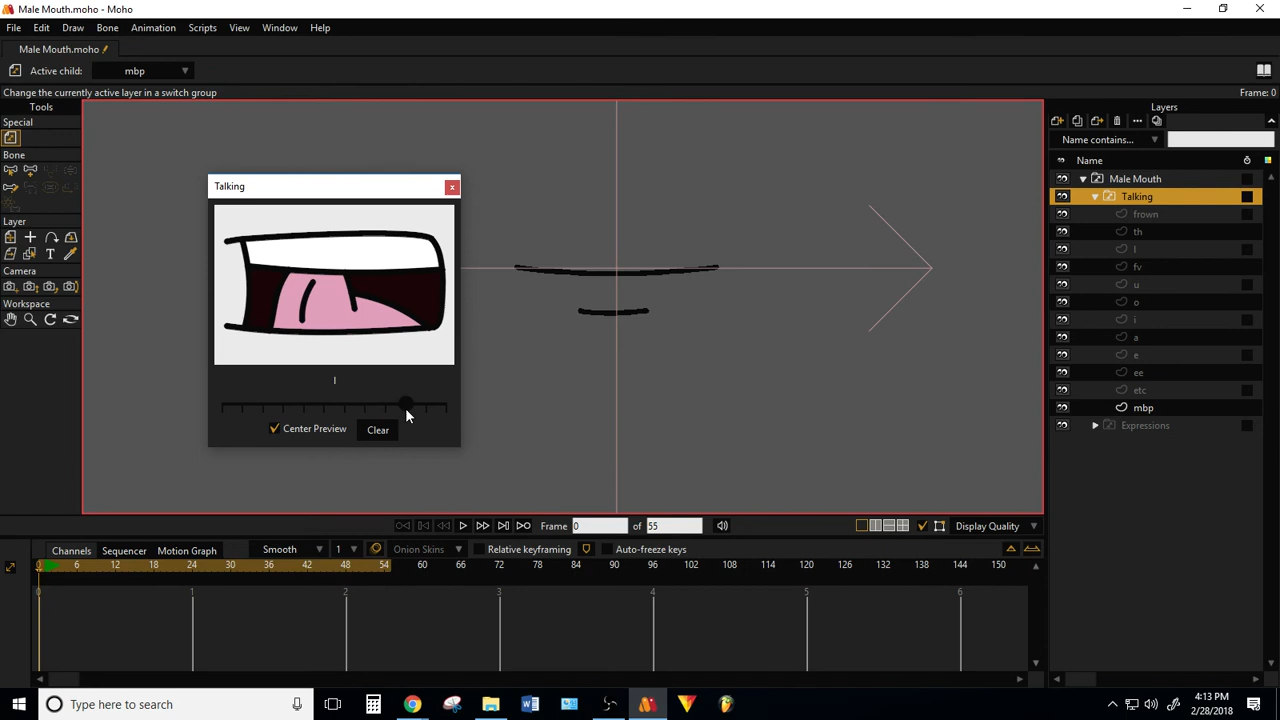 Male Mouth.moho - Moho
File Edit Draw Bone Animation Scripts View Window Help
Male Mouth.moho
Active child: mbp
Change the currently active layer in a switch group Frame: 0
Tools
Special
Bone
Layer
Camera
Workspace
Talking
l
Center Preview Clear
Layers
Name contains...
Name
Male Mouth
Talking
frown
th
l
fv
u
o
i
a
e
ee
etc
mbp
Expressions
Frame 0 of 55 Display Quality
Channels Sequencer Motion Graph Smooth 1 Onion Skins Relative keyframing Auto-freeze keys
0 6 12 18 24 30 36 42 48 54 60 66 72 78 84 90 96 102 108 114 120 126 132 138 144 150
0 1 2 3 4 5 6
Type here to search
4:13 PM
2/28/2018